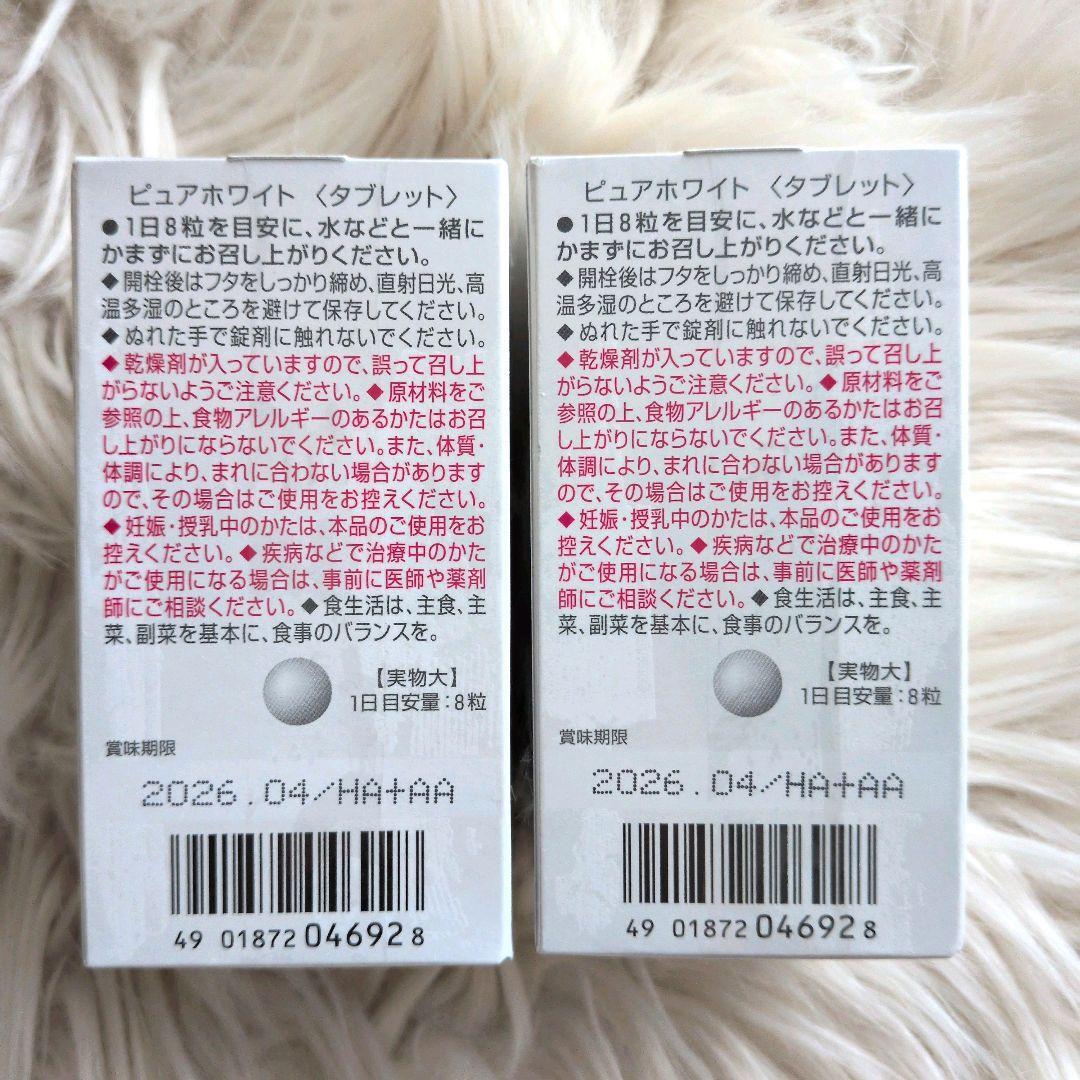 ピュアホワイト〈タブレット〉
●1日8粒を目安に、水などと一緒に
かまずにお召し上がりください。
◆開栓後はフタをしっかり締め、直射日光、高
温多湿のところを避けて保存してください。
◆ぬれた手で錠剤に触れないでください。
◆乾燥剤が入っていますので、誤って召し上
がらないようご注意ください。◆原材料をご
参照の上、食物アレルギーのあるかたはお召
し上がりにならないでください。また、体質・
体調により、まれに合わない場合があります
ので、その場合はご使用をお控えください。
◆妊娠・授乳中のかたは、本品のご使用をお
控えください。◆疾病などで治療中のかた
がご使用になる場合は、事前に医師や薬剤
師にご相談ください。◆食生活は、主食、主
菜、副菜を基本に、食事のバランスを。
【実物大】
1日目安量：8粒
賞味期限
2026.04/HA+AA
49 01872 04692 8
ピュアホワイト〈タブレット〉
●1日8粒を目安に、水などと一緒に
かまずにお召し上がりください。
◆開栓後はフタをしっかり締め、直射日光、高
温多湿のところを避けて保存してください。
◆ぬれた手で錠剤に触れないでください。
◆乾燥剤が入っていますので、誤って召し上
がらないようご注意ください。◆原材料をご
参照の上、食物アレルギーのあるかたはお召
し上がりにならないでください。また、体質・
体調により、まれに合わない場合があります
ので、その場合はご使用をお控えください。
◆妊娠・授乳中のかたは、本品のご使用をお
控えください。◆疾病などで治療中のかた
がご使用になる場合は、事前に医師や薬剤
師にご相談ください。◆食生活は、主食、主
菜、副菜を基本に、食事のバランスを。
【実物大】
1日目安量：8粒
賞味期限
2026.04/HA+AA
49 01872 04692 8